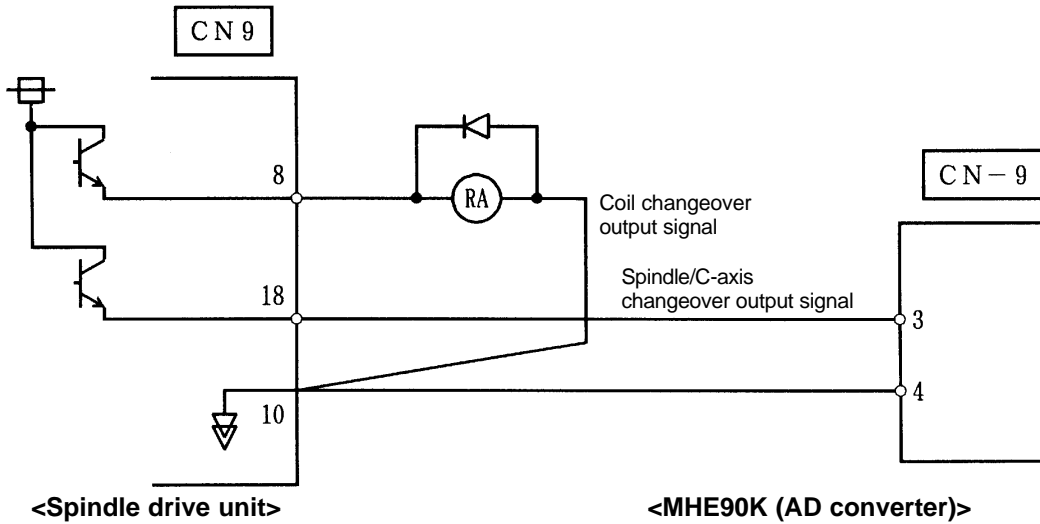 CN9
8
RA
CN-9
Coil changeover
output signal
Spindle/C-axis
changeover output signal
18
3
10
4
<Spindle drive unit>
<MHE90K (AD converter)>